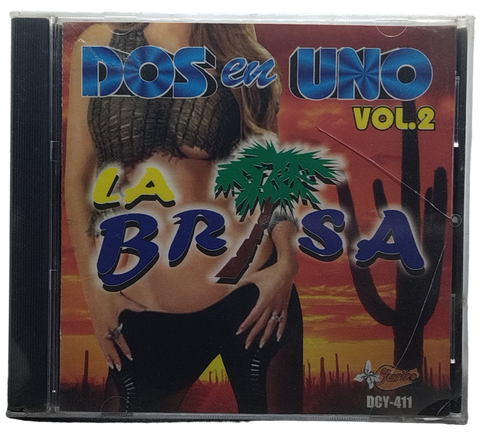 DOS en UNO
VOL.2
LA
BRISA
DCY-411